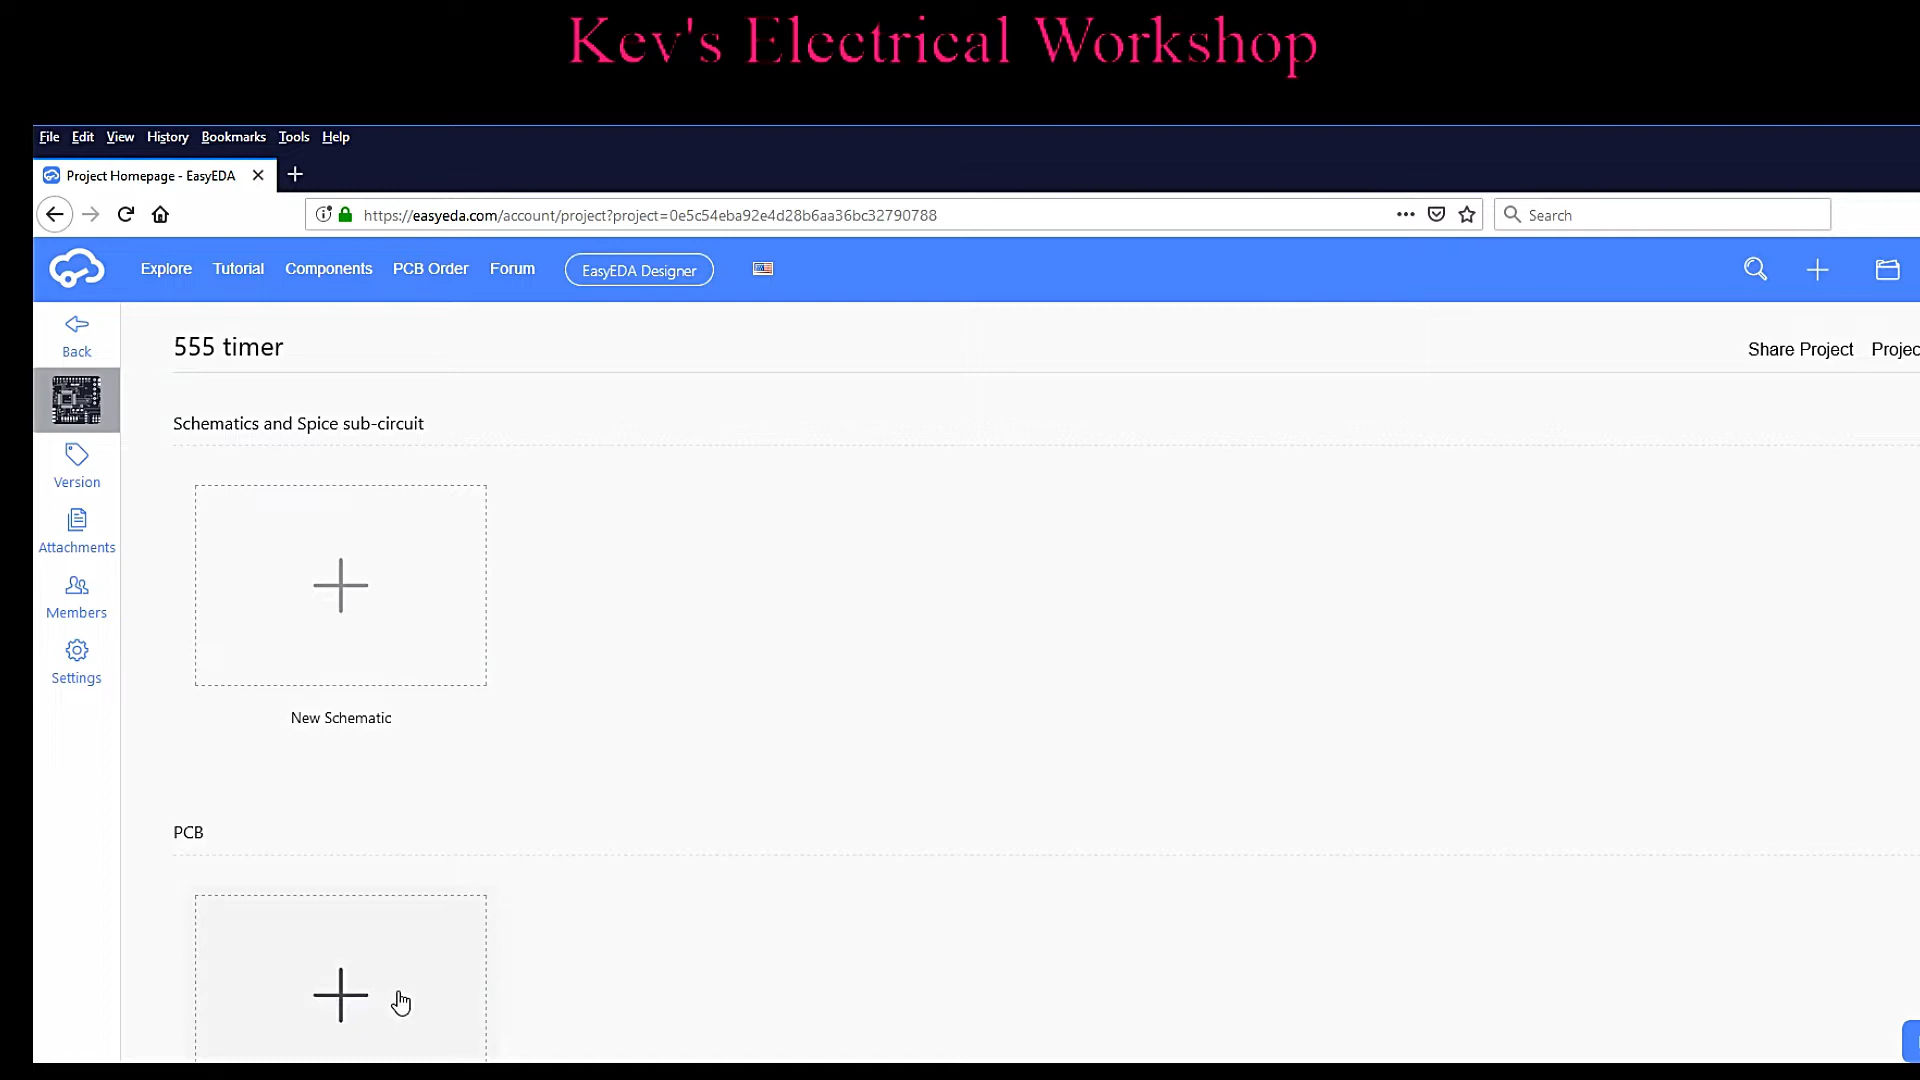 Kev's Electrical Workshop
File Edit View History Bookmarks Tools Help
Project Homepage - EasyEDA
https://easyeda.com/account/project?project=0e5c54eba92e4d28b6aa36bc32790788
Search
Explore Tutorial Components PCB Order Forum EasyEDA Designer
Back
555 timer
Share Project Projec
Schematics and Spice sub-circuit
Version
Attachments
Members
Settings
New Schematic
PCB